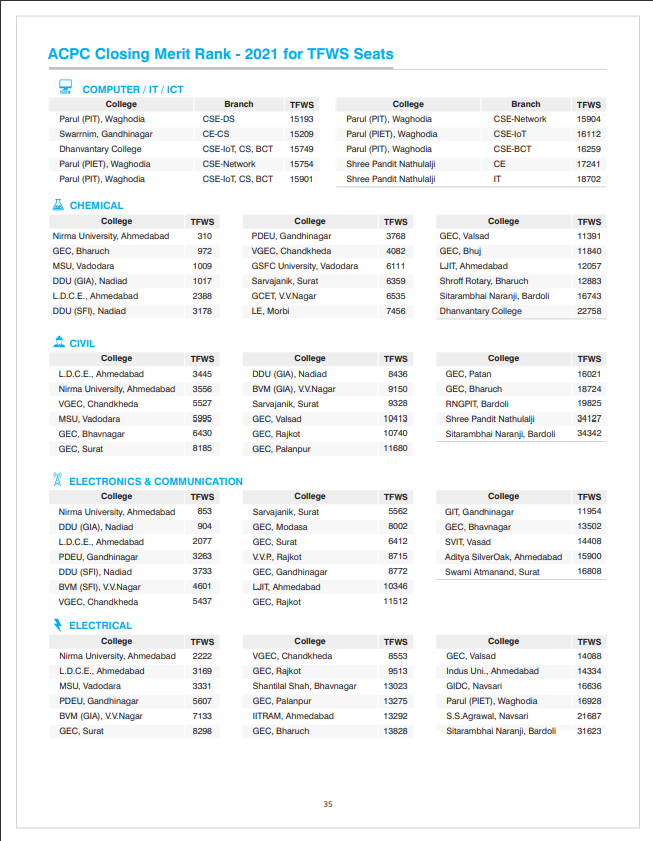 ACPC Closing Merit Rank - 2021 for TFWS Seats
COMPUTER / IT / ICT
College Branch TFWS College Branch TFWS
Parul (PIT), Waghodia CSE-DS 15193 Parul (PIT), Waghodia CSE-Network 15904
Swarrnim, Gandhinagar CE-CS 15209 Parul (PIET), Waghodia CSE-IoT 16112
Dhanvantary College CSE-IoT, CS, BCT 15749 Parul (PIT), Waghodia CSE-BCT 16259
Parul (PIET), Waghodia CSE-Network 15754 Shree Pandit Nathulalji CE 17241
Parul (PIT), Waghodia CSE-IoT, CS, BCT 15901 Shree Pandit Nathulalji IT 18702
CHEMICAL
College TFWS College TFWS College TFWS
Nirma University, Ahmedabad 310 PDEU, Gandhinagar 3768 GEC, Valsad 11391
GEC, Bharuch 972 VGEC, Chandkheda 4082 GEC, Bhuj 11840
MSU, Vadodara 1009 GSFC University, Vadodara 6111 LJIT, Ahmedabad 12057
DDU (GIA), Nadiad 1017 Sarvajanik, Surat 6359 Shroff Rotary, Bharuch 12883
L.D.C.E., Ahmedabad 2388 GCET, V.V.Nagar 6535 Sitarambhai Naranji, Bardoli 16743
DDU (SFI), Nadiad 3178 LE, Morbi 7456 Dhanvantary College 22758
CIVIL
College TFWS College TFWS College TFWS
L.D.C.E., Ahmedabad 3445 DDU (GIA), Nadiad 8436 GEC, Patan 16021
Nirma University, Ahmedabad 3556 BVM (GIA), V.V.Nagar 9150 GEC, Bharuch 18724
VGEC, Chandkheda 5527 Sarvajanik, Surat 9328 RNGPIT, Bardoli 19825
MSU, Vadodara 5995 GEC, Valsad 10413 Shree Pandit Nathulalji 34127
GEC, Bhavnagar 6430 GEC, Rajkot 10740 Sitarambhai Naranji, Bardoli 34342
GEC, Surat 8185 GEC, Palanpur 11680
ELECTRONICS & COMMUNICATION
College TFWS College TFWS College TFWS
Nirma University, Ahmedabad 853 Sarvajanik, Surat 5562 GIT, Gandhinagar 11954
DDU (GIA), Nadiad 904 GEC, Modasa 8002 GEC, Bhavnagar 13502
L.D.C.E., Ahmedabad 2077 GEC, Surat 6412 SVIT, Vasad 14408
PDEU, Gandhinagar 3263 V.V.P., Rajkot 8715 Aditya SilverOak, Ahmedabad 15900
DDU (SFI), Nadiad 3733 GEC, Gandhinagar 8772 Swami Atmanand, Surat 16808
BVM (SFI), V.V.Nagar 4601 LJIT, Ahmedabad 10346
VGEC, Chandkheda 5437 GEC, Rajkot 11512
ELECTRICAL
College TFWS College TFWS College TFWS
Nirma University, Ahmedabad 2222 VGEC, Chandkheda 8553 GEC, Valsad 14088
L.D.C.E., Ahmedabad 3169 GEC, Rajkot 9513 Indus Uni., Ahmedabad 14334
MSU, Vadodara 3331 Shantilal Shah, Bhavnagar 13023 GIDC, Navsari 16636
PDEU, Gandhinagar 5607 GEC, Palanpur 13275 Parul (PIET), Waghodia 16928
BVM (GIA), V.V.Nagar 7133 IITRAM, Ahmedabad 13292 S.S.Agrawal, Navsari 21687
GEC, Surat 8298 GEC, Bharuch 13828 Sitarambhai Naranji, Bardoli 31623
35